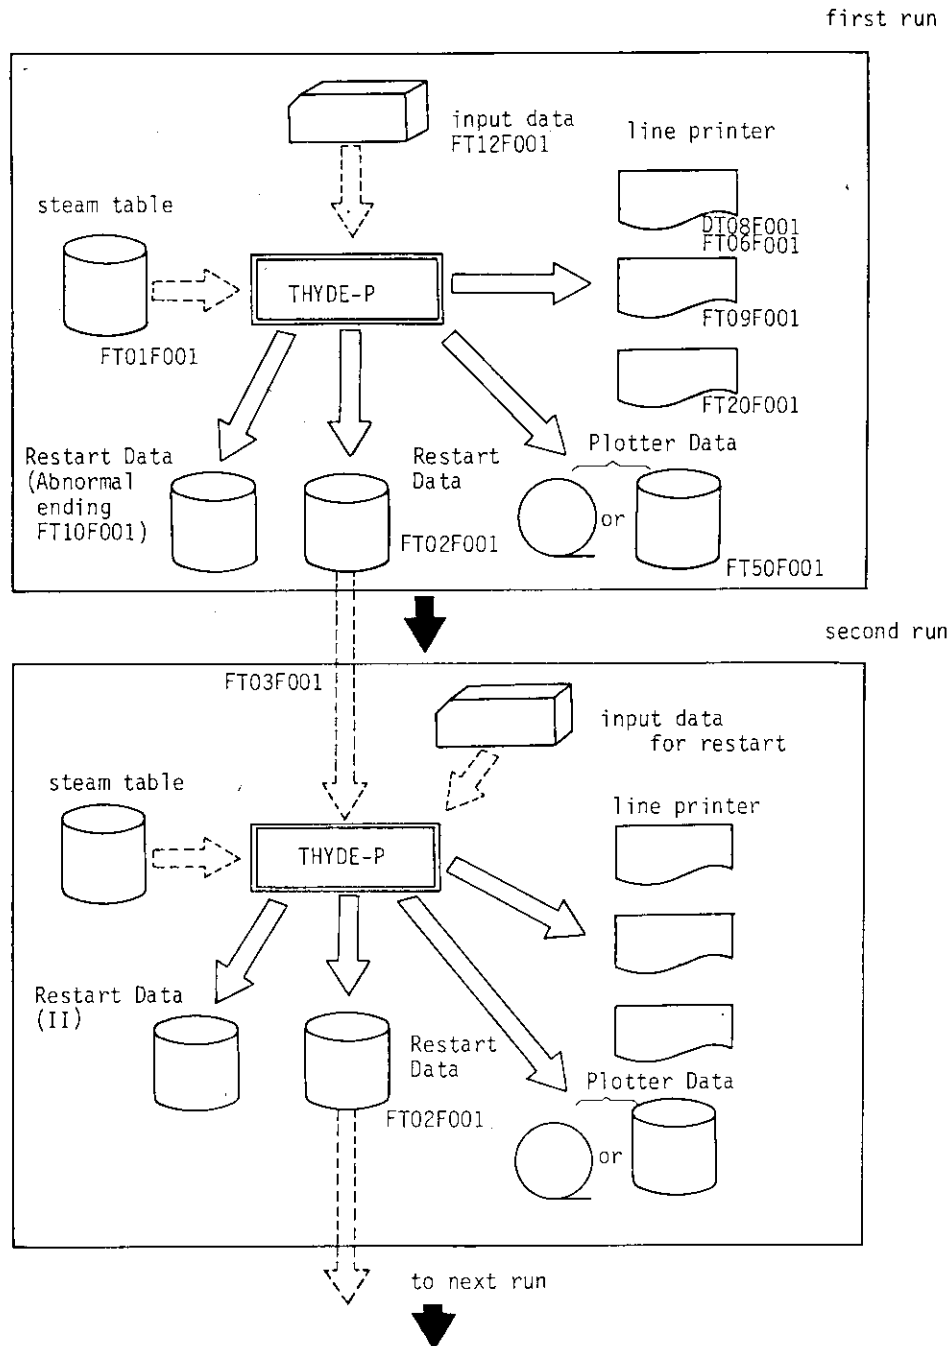 first run
input data
FT12F001
line printer
steam table
DT08E001
FT06F001
THYDE-P
FT09F001
FT01F001
FT20F001
Restart Data
(Abnormal
ending
FT10F001)
Restart
Data
FT02F001
Plotter Data
or
FT50F001
second run
FT03F001
input data
for restart
steam table
line printer
THYDE-P
Restart Data
(II)
Restart
Data
FT02F001
Plotter Data
or
to next run